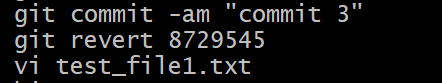 git commit -am "commit 3"
git revert 8729545
vi test_file1.txt